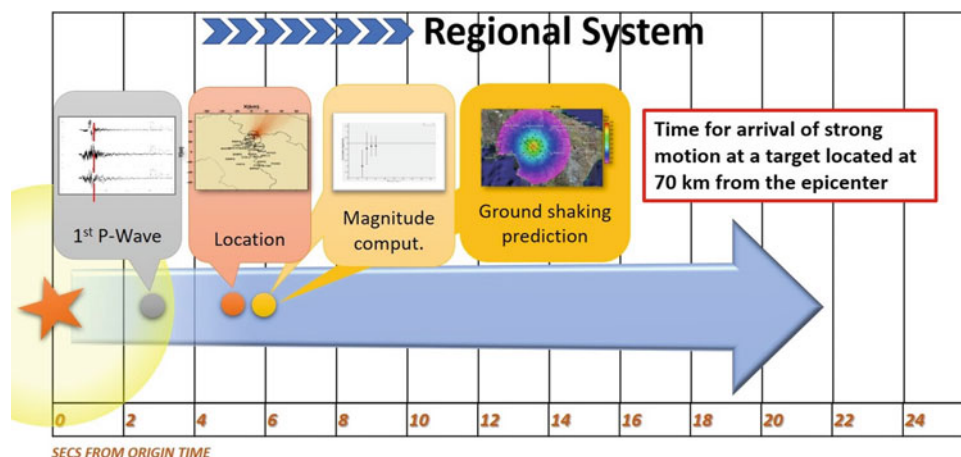 Regional System
1st P-Wave
Location
Magnitude
comput.
Ground shaking
prediction
Time for arrival of strong
motion at a target located at
70 km from the epicenter
0 2 4 6 8 10 12 14 16 18 20 22 24
SECS FROM ORIGIN TIME